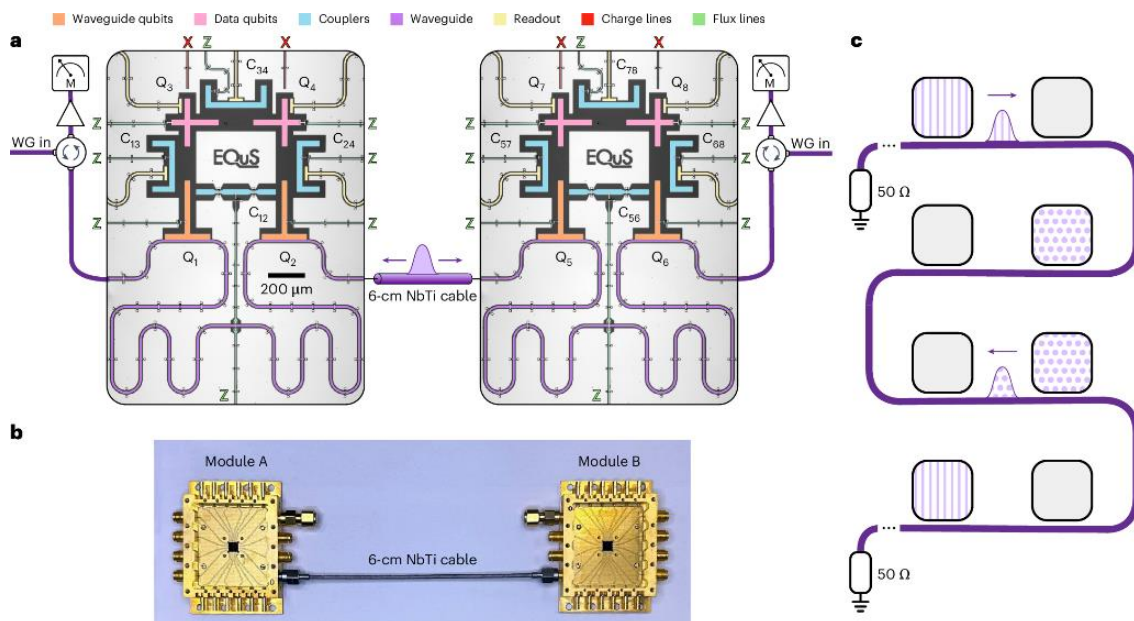 Waveguide qubits Data qubits Couplers Waveguide Readout Charge lines Flux lines
a
c
X Z X
X Z X
M
M
C34
C78
Q3
Q4
Q7
Q8
Z
Z
Z
Z
WG in
C13
C24
C57
C68
WG in
EQuS
EQuS
Z
Z
Z
Z
C12
C56
Z
Z
Z
Z
Q1
Q2
Q5
Q6
200 μm
6-cm NbTi cable
Z
Z
...
50 Ω
b
Module A
Module B
6-cm NbTi cable
...
50 Ω